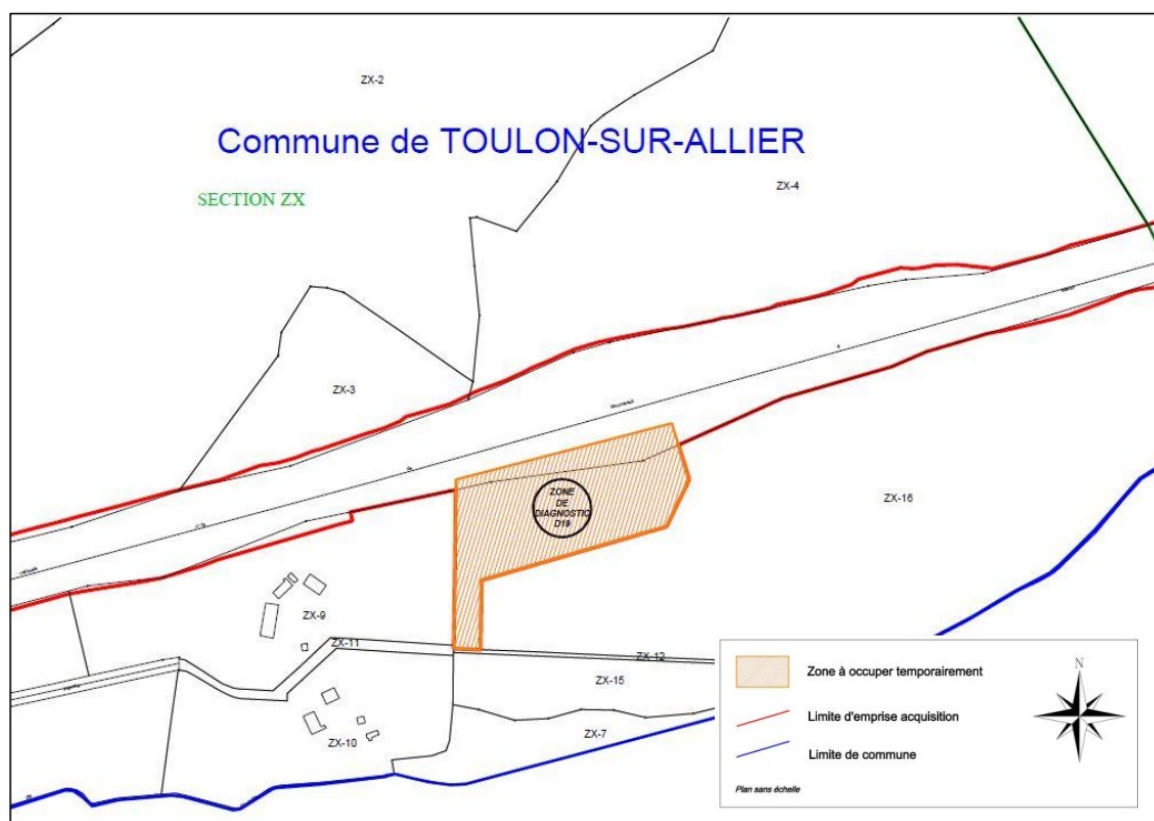 ZX-2
Commune de TOULON-SUR-ALLIER
ZX-4
SECTION ZX
ZX-3
ZONE
DE
DIAGNOSTIC
D19
ZX-16
ZX-9
ZX-11
ZX-12
ZX-15
ZX-10
ZX-7
N
Zone à occuper temporairement
Limite d'emprise acquisition
Limite de commune
Plan sans échelle